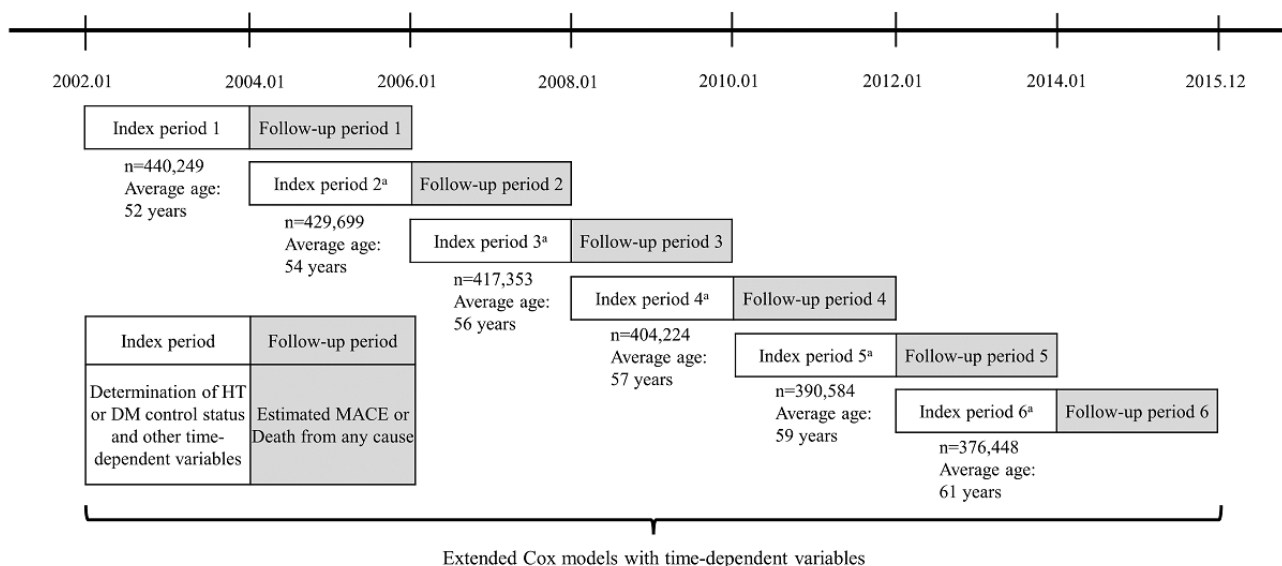 2002.01 2004.01 2006.01 2008.01 2010.01 2012.01 2014.01 2015.12
Index period 1 Follow-up period 1
n=440,249
Average age:
52 years
Index period 2ᵃ Follow-up period 2
n=429,699
Average age:
54 years
Index period 3ᵃ Follow-up period 3
n=417,353
Average age:
56 years
Index period 4ᵃ Follow-up period 4
n=404,224
Average age:
57 years
Index period 5ᵃ Follow-up period 5
n=390,584
Average age:
59 years
Index period 6ᵃ Follow-up period 6
n=376,448
Average age:
61 years
Index period Follow-up period
Determination of HT
or DM control status
and other time-
dependent variables
Estimated MACE or
Death from any cause
Extended Cox models with time-dependent variables